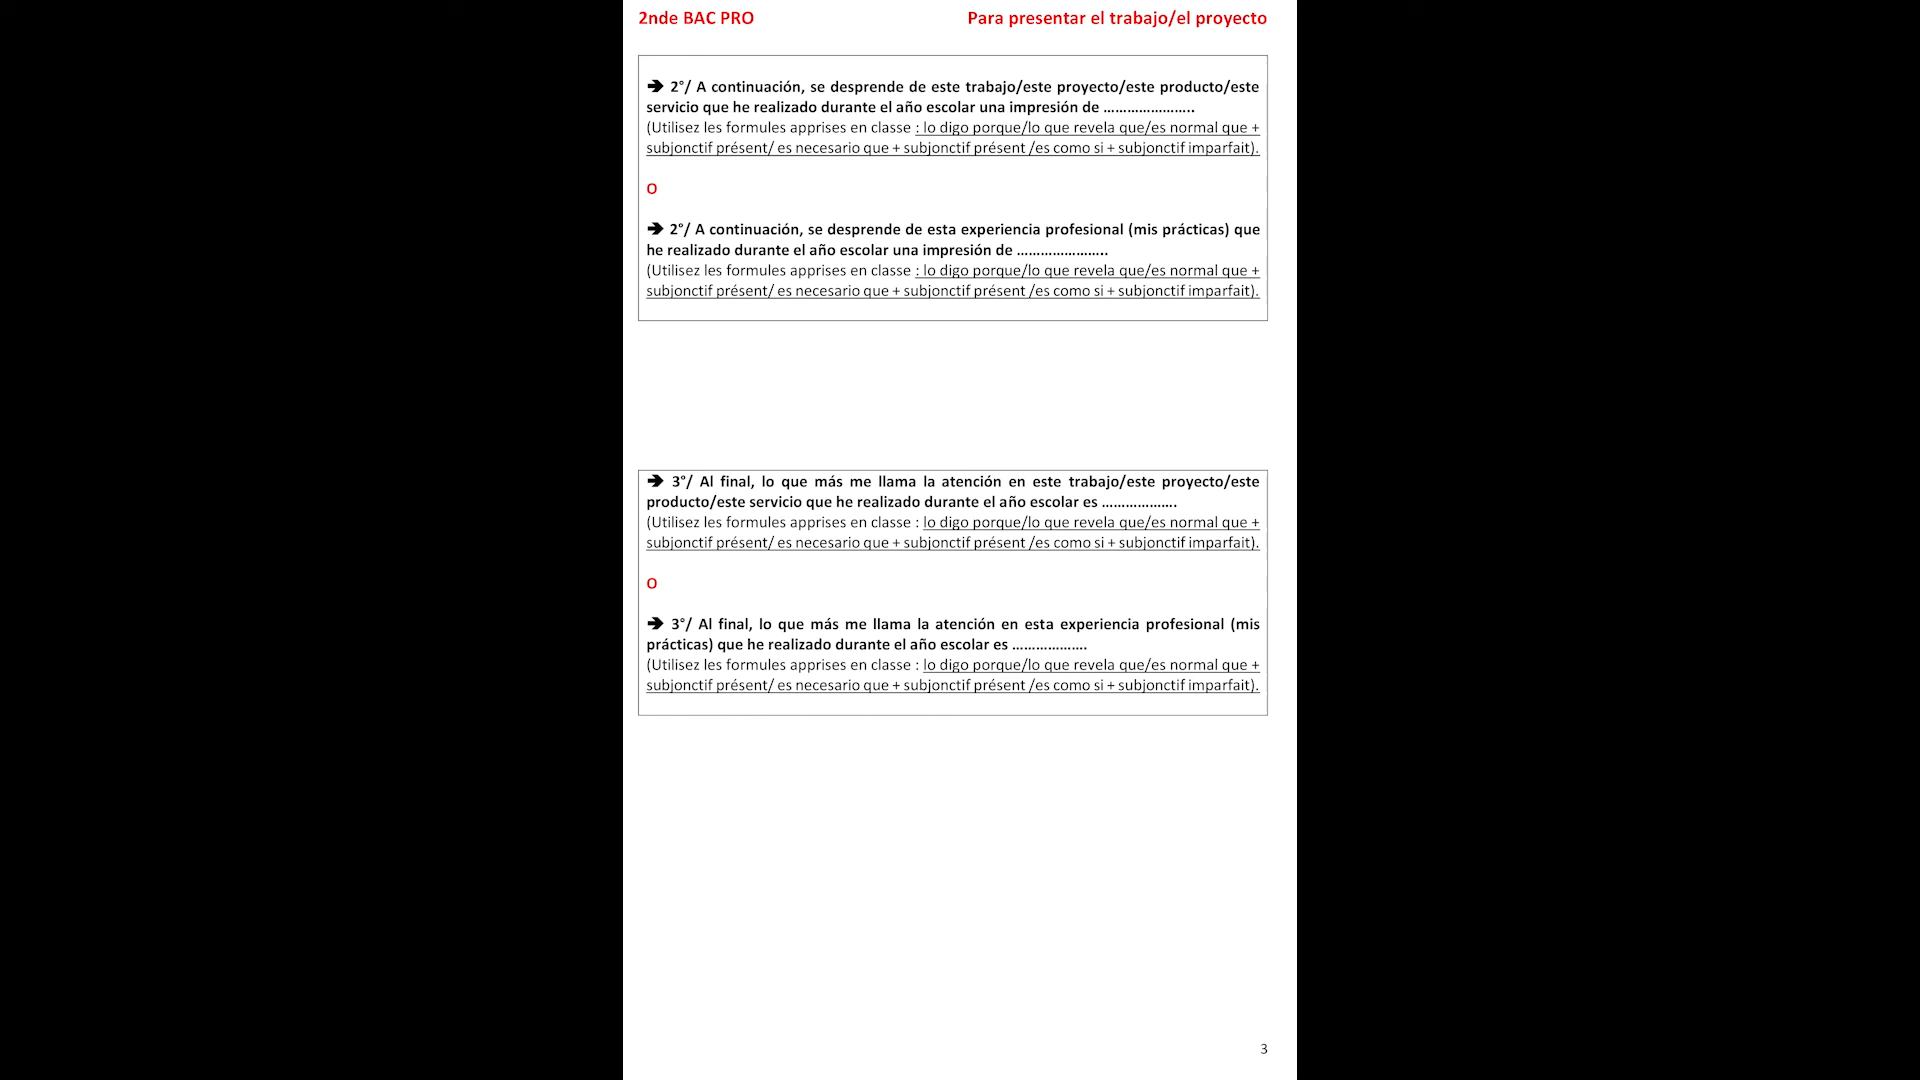 2nde BAC PRO Para presentar el trabajo/el proyecto
➔ 2°/ A continuación, se desprende de este trabajo/este proyecto/este producto/este
servicio que he realizado durante el año escolar una impresión de …………………..
(Utilisez les formules apprises en classe : lo digo porque/lo que revela que/es normal que +
subjonctif présent/ es necesario que + subjonctif présent /es como si + subjonctif imparfait).
O
➔ 2°/ A continuación, se desprende de esta experiencia profesional (mis prácticas) que
he realizado durante el año escolar una impresión de …………………..
(Utilisez les formules apprises en classe : lo digo porque/lo que revela que/es normal que +
subjonctif présent/ es necesario que + subjonctif présent /es como si + subjonctif imparfait).
➔ 3°/ Al final, lo que más me llama la atención en este trabajo/este proyecto/este
producto/este servicio que he realizado durante el año escolar es ……………….
(Utilisez les formules apprises en classe : lo digo porque/lo que revela que/es normal que +
subjonctif présent/ es necesario que + subjonctif présent /es como si + subjonctif imparfait).
O
➔ 3°/ Al final, lo que más me llama la atención en esta experiencia profesional (mis
prácticas) que he realizado durante el año escolar es ……………….
(Utilisez les formules apprises en classe : lo digo porque/lo que revela que/es normal que +
subjonctif présent/ es necesario que + subjonctif présent /es como si + subjonctif imparfait).
3